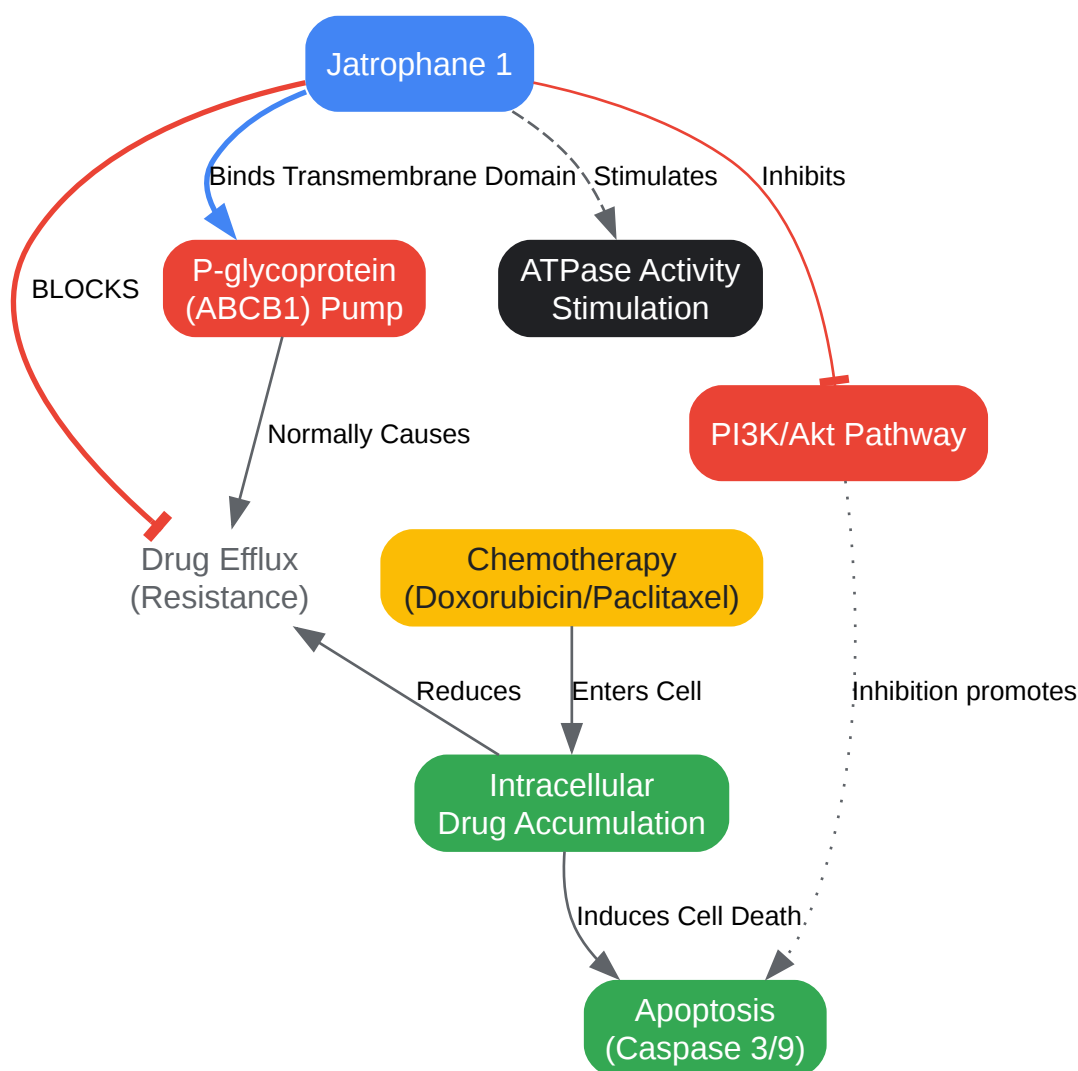 Jatrophane 1
Binds Transmembrane Domain
Stimulates
Inhibits
BLOCKS
P-glycoprotein
(ABCB1) Pump
ATPase Activity
Stimulation
Normally Causes
PI3K/Akt Pathway
Drug Efflux
(Resistance)
Chemotherapy
(Doxorubicin/Paclitaxel)
Reduces
Enters Cell
Inhibition promotes
Intracellular
Drug Accumulation
Induces Cell Death
Apoptosis
(Caspase 3/9)